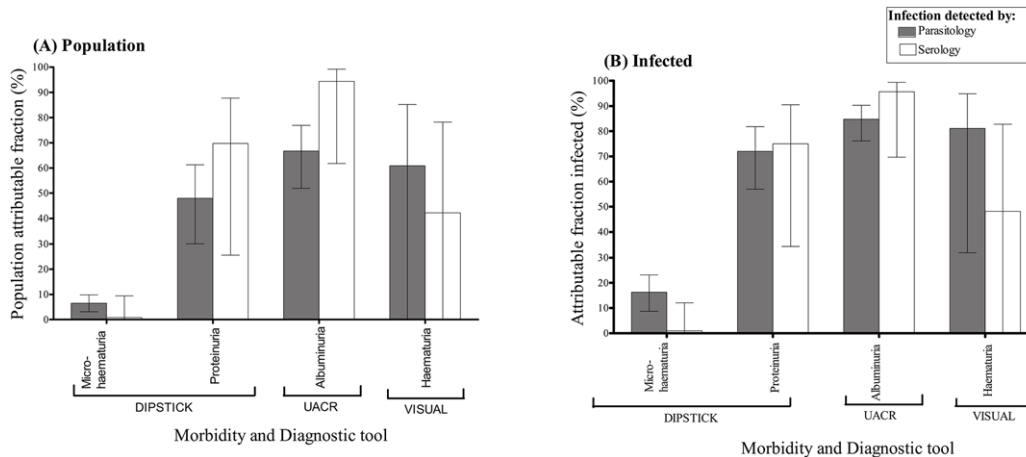 Infection detected by:
Parasitology
Serology
(A) Population
Population attributable fraction (%)
100
90
80
70
60
50
40
30
20
10
0
Micro-
haematuria
Proteinuria
Albuminuria
Haematuria
DIPSTICK
UACR
VISUAL
Morbidity and Diagnostic tool
(B) Infected
Attributable fraction infected (%)
100
90
80
70
60
50
40
30
20
10
0
Micro-
haematuria
Proteinuria
Albuminuria
Haematuria
DIPSTICK
UACR
VISUAL
Morbidity and Diagnostic tool